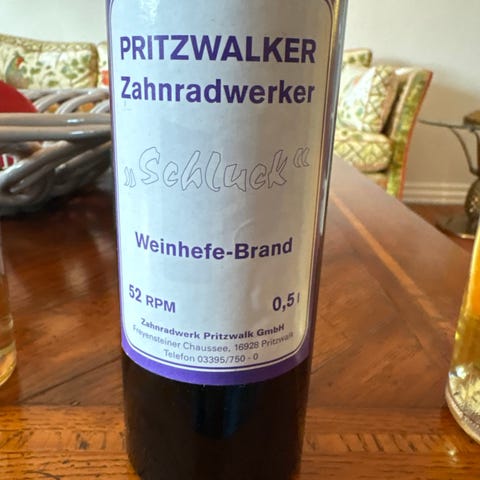 PRITZWALKER
Zahnradwerker
„Schluck“
Weinhefe-Brand
52 RPM 0,5 l
Zahnradwerk Pritzwalk GmbH
Freyensteiner Chaussee, 16928 Pritzwalk
Telefon 03395/750 - 0